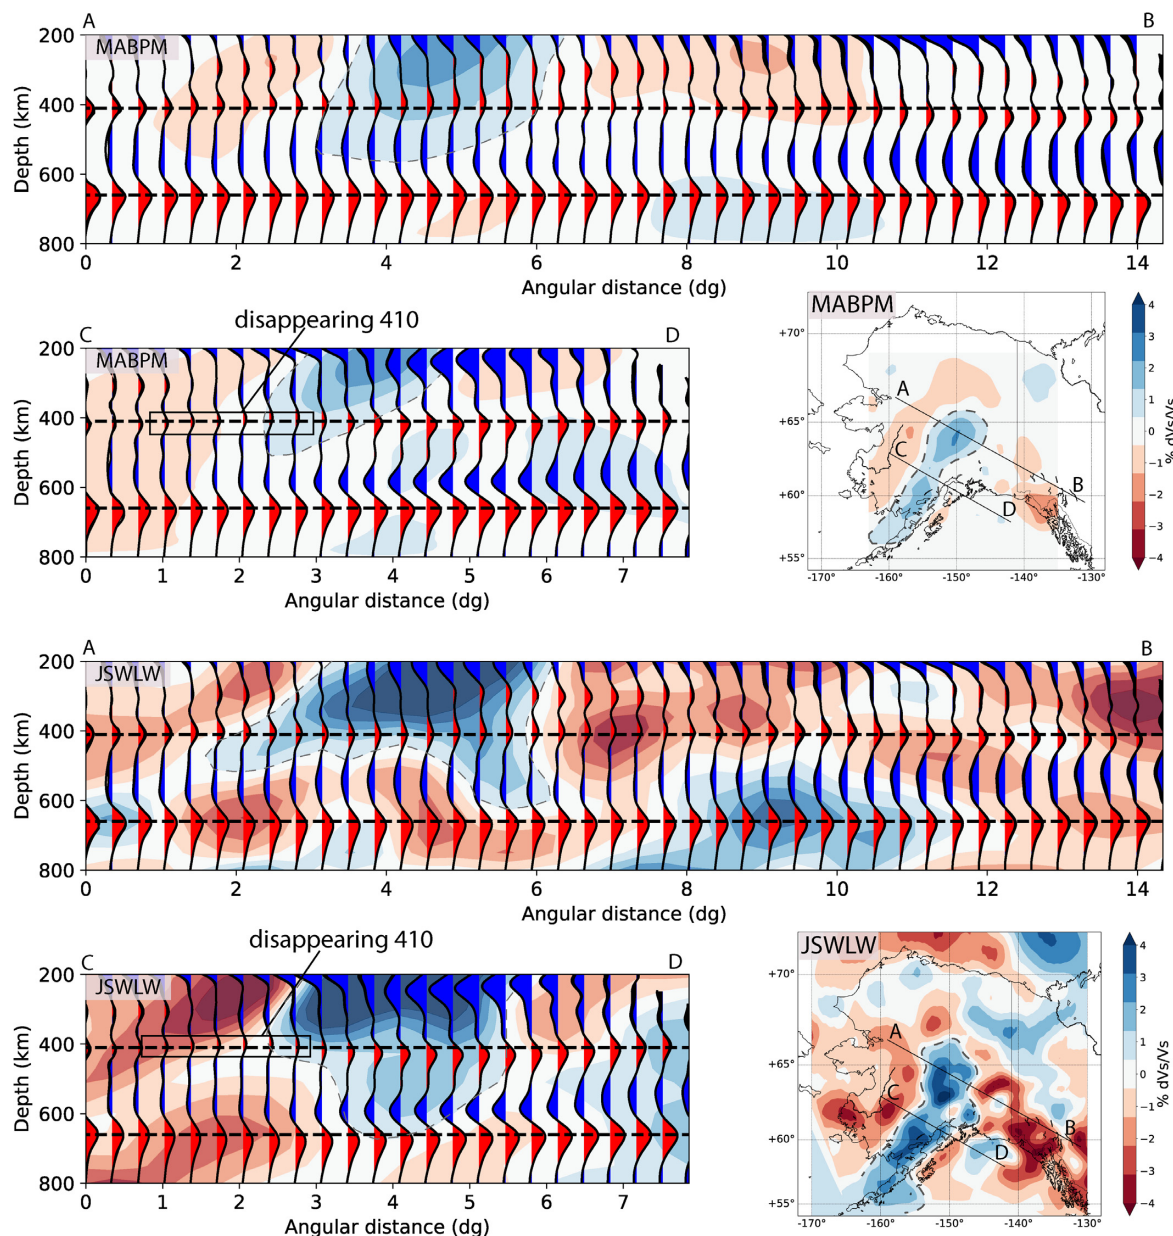 A B
MABPM
Depth (km)
200
400
600
800
0 2 4 6 8 10 12 14
Angular distance (dg)
disappearing 410
C D
MABPM
Depth (km)
200
400
600
800
0 1 2 3 4 5 6 7
Angular distance (dg)
MABPM
+70°
+65°
+60°
+55°
-170° -160° -150° -140° -130°
A
C
B
D
4
3
2
1
0
−1
−2
−3
−4
% dVs/Vs
A B
JSWLW
Depth (km)
200
400
600
800
0 2 4 6 8 10 12 14
Angular distance (dg)
disappearing 410
C D
JSWLW
Depth (km)
200
400
600
800
0 1 2 3 4 5 6 7
Angular distance (dg)
JSWLW
+70°
+65°
+60°
+55°
-170° -160° -150° -140° -130°
A
C
B
D
4
3
2
1
0
−1
−2
−3
−4
% dVs/Vs